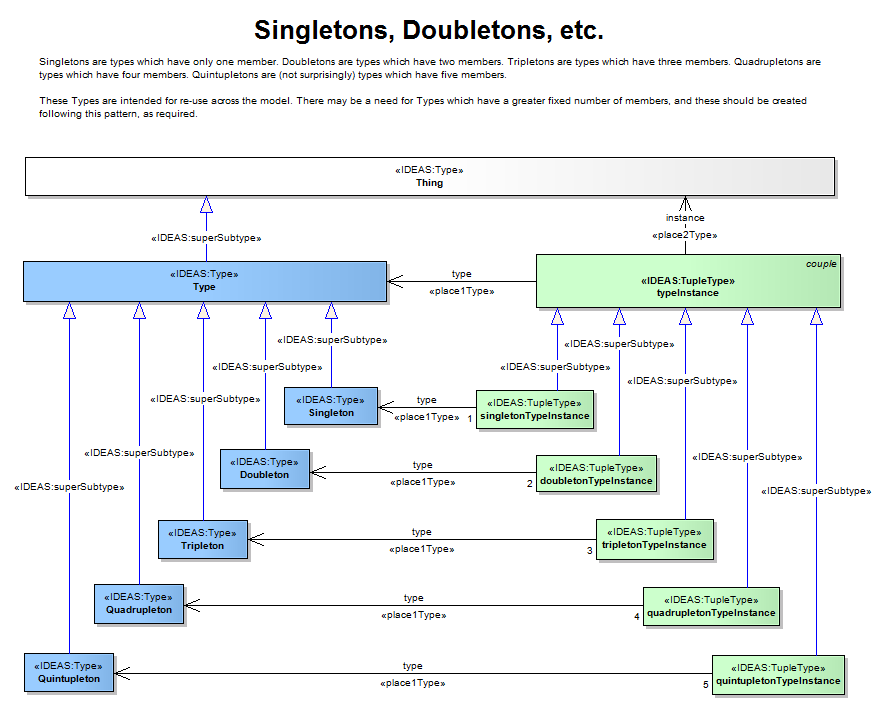 Singletons, Doubletons, etc.
Singletons are types which have only one member. Doubletons are types which have two members. Tripletons are types which have three members. Quadrupletons are
types which have four members. Quintupletons are (not surprisingly) types which have five members.
These Types are intended for re-use across the model. There may be a need for Types which have a greater fixed number of members, and these should be created
following this pattern, as required.
«IDEAS:Type»
Thing
instance
«IDEAS:superSubtype»
«place2Type»
couple
«IDEAS:Type»
Type
type
«place1Type»
«IDEAS:TupleType»
typeInstance
«IDEAS:superSubtype»
«IDEAS:superSubtype»
«IDEAS:superSubtype»
«IDEAS:superSubtype»
«IDEAS:superSubtype»
«IDEAS:Type»
Singleton
type
«place1Type»
1
«IDEAS:TupleType»
singletonTypeInstance
«IDEAS:superSubtype»
«IDEAS:superSubtype»
«IDEAS:superSubtype»
«IDEAS:Type»
Doubleton
type
«place1Type»
2
«IDEAS:TupleType»
doubletonTypeInstance
«IDEAS:superSubtype»
«IDEAS:superSubtype»
«IDEAS:Type»
Tripleton
type
«place1Type»
3
«IDEAS:TupleType»
tripletonTypeInstance
«IDEAS:Type»
Quadrupleton
type
«place1Type»
4
«IDEAS:TupleType»
quadrupletonTypeInstance
«IDEAS:Type»
Quintupleton
type
«place1Type»
5
«IDEAS:TupleType»
quintupletonTypeInstance